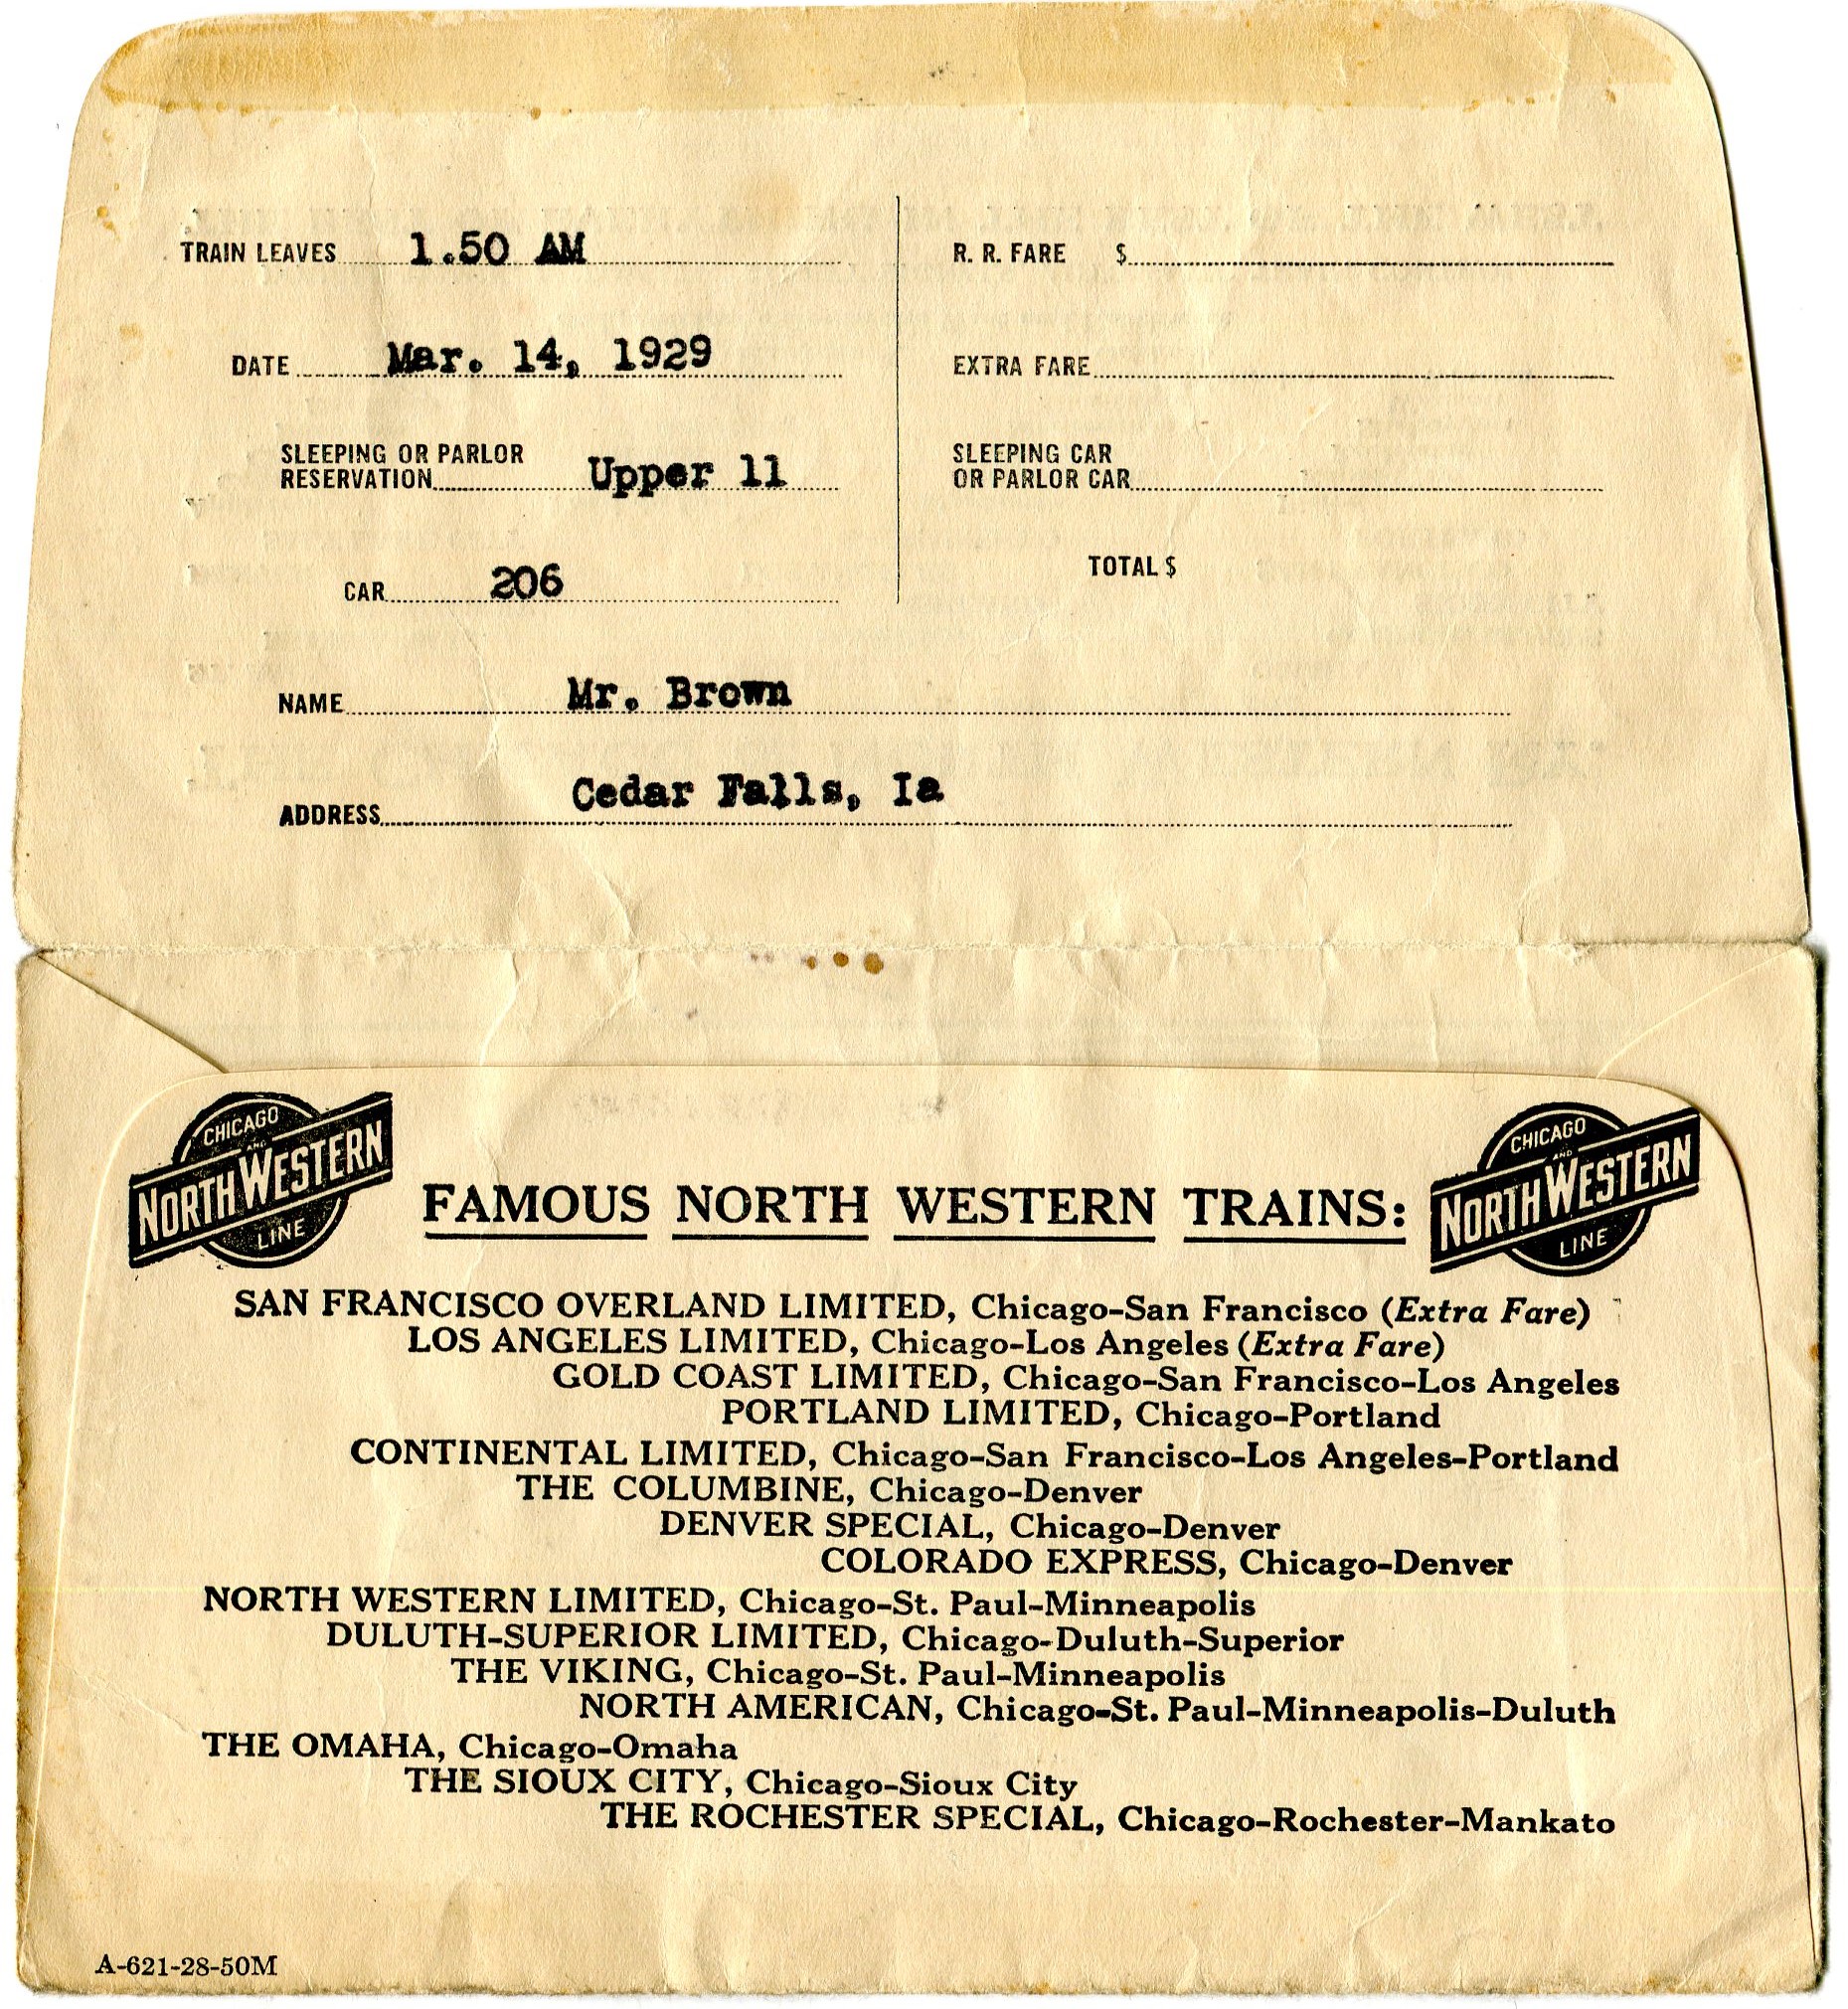 TRAIN LEAVES 1.50 AM
DATE Mar. 14, 1929
SLEEPING OR PARLOR
RESERVATION Upper 11
CAR 206
R. R. FARE $
EXTRA FARE
SLEEPING CAR
OR PARLOR CAR
TOTAL $
NAME Mr. Brown
ADDRESS Cedar Falls, Ia
CHICAGO
AND
NORTH WESTERN
LINE
FAMOUS NORTH WESTERN TRAINS:
CHICAGO
AND
NORTH WESTERN
LINE
SAN FRANCISCO OVERLAND LIMITED, Chicago-San Francisco (Extra Fare)
LOS ANGELES LIMITED, Chicago-Los Angeles (Extra Fare)
GOLD COAST LIMITED, Chicago-San Francisco-Los Angeles
PORTLAND LIMITED, Chicago-Portland
CONTINENTAL LIMITED, Chicago-San Francisco-Los Angeles-Portland
THE COLUMBINE, Chicago-Denver
DENVER SPECIAL, Chicago-Denver
COLORADO EXPRESS, Chicago-Denver
NORTH WESTERN LIMITED, Chicago-St. Paul-Minneapolis
DULUTH-SUPERIOR LIMITED, Chicago-Duluth-Superior
THE VIKING, Chicago-St. Paul-Minneapolis
NORTH AMERICAN, Chicago-St. Paul-Minneapolis-Duluth
THE OMAHA, Chicago-Omaha
THE SIOUX CITY, Chicago-Sioux City
THE ROCHESTER SPECIAL, Chicago-Rochester-Mankato
A-621-28-50M